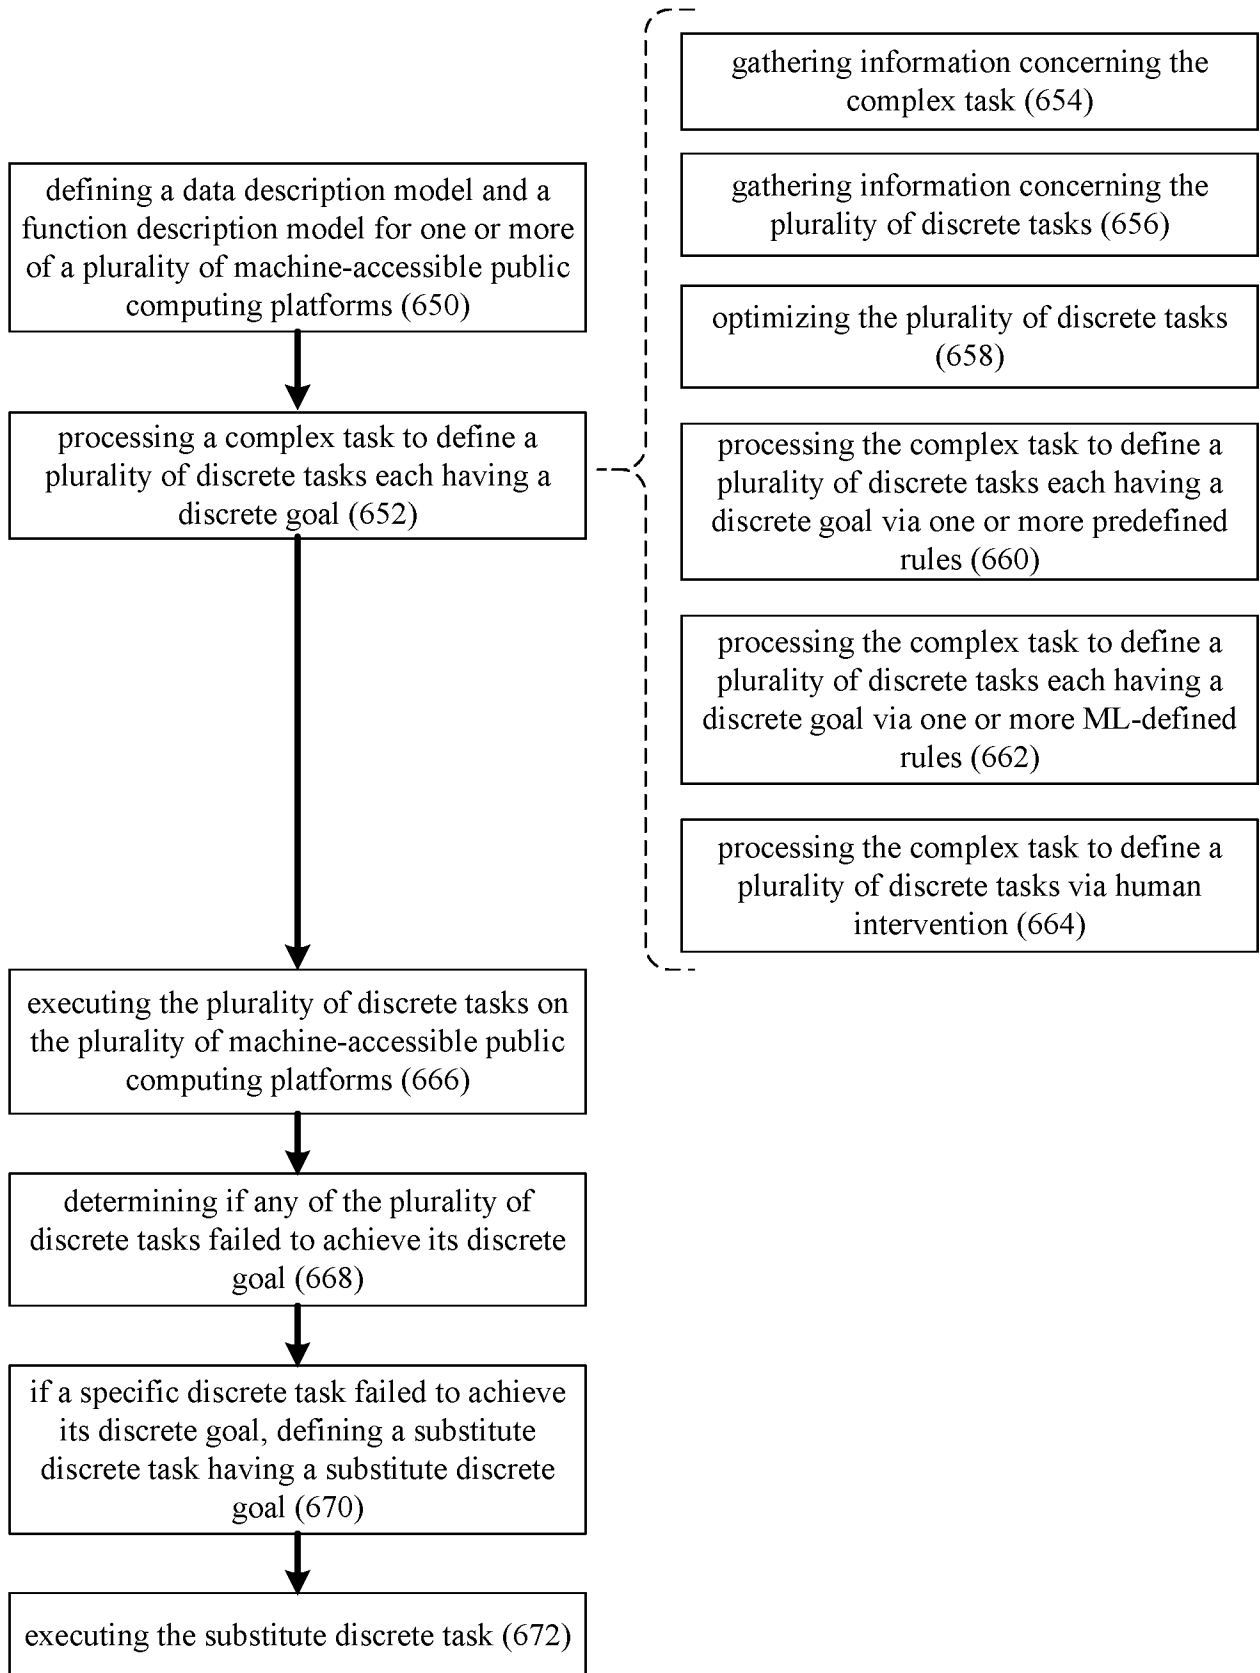 defining a data description model and a
function description model for one or more
of a plurality of machine-accessible public
computing platforms (650)
processing a complex task to define a
plurality of discrete tasks each having a
discrete goal (652)
gathering information concerning the
complex task (654)
gathering information concerning the
plurality of discrete tasks (656)
optimizing the plurality of discrete tasks
(658)
processing the complex task to define a
plurality of discrete tasks each having a
discrete goal via one or more predefined
rules (660)
processing the complex task to define a
plurality of discrete tasks each having a
discrete goal via one or more ML-defined
rules (662)
processing the complex task to define a
plurality of discrete tasks via human
intervention (664)
executing the plurality of discrete tasks on
the plurality of machine-accessible public
computing platforms (666)
determining if any of the plurality of
discrete tasks failed to achieve its discrete
goal (668)
if a specific discrete task failed to achieve
its discrete goal, defining a substitute
discrete task having a substitute discrete
goal (670)
executing the substitute discrete task (672)